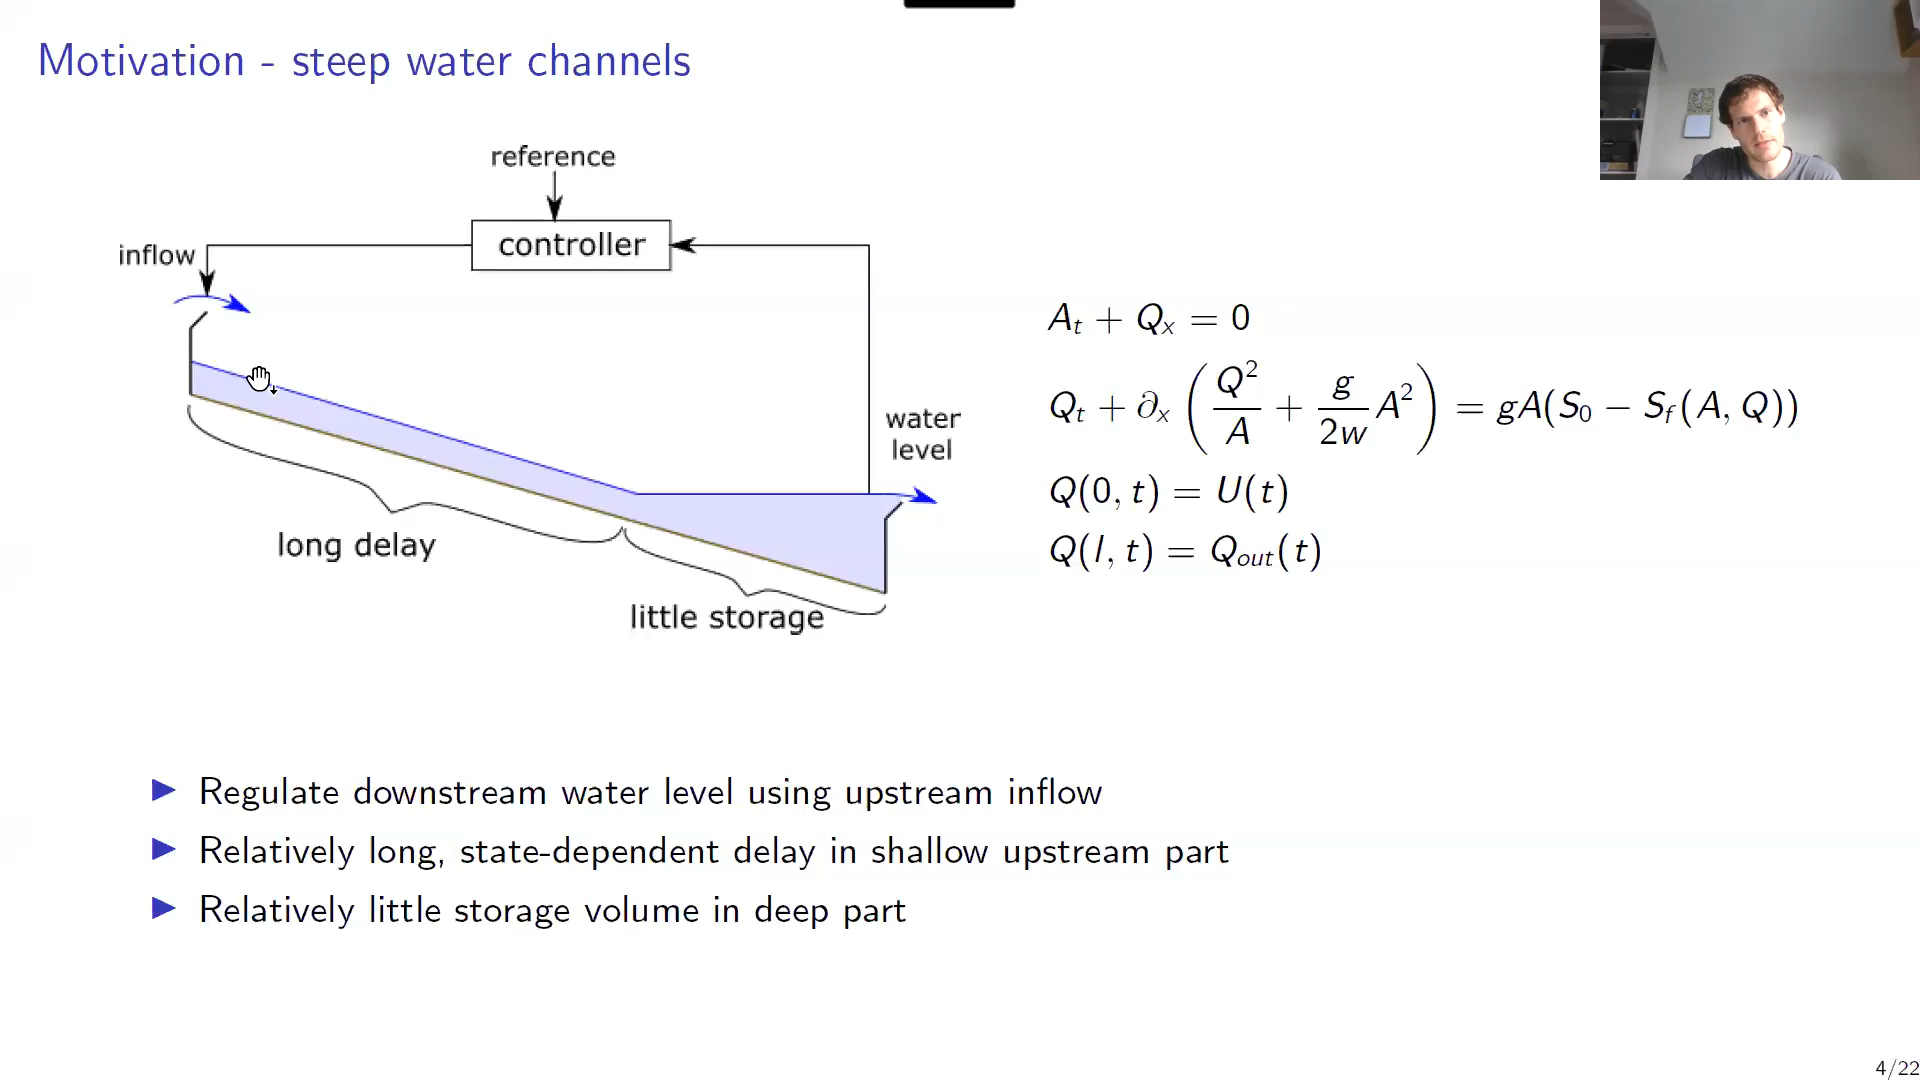 Motivation - steep water channels
reference
controller
inflow
water
level
long delay
little storage
A_t + Q_x = 0
Q_t + ∂_x (Q^2/A + g/2w A^2) = gA(S_0 − S_f(A, Q))
Q(0, t) = U(t)
Q(l, t) = Q_out(t)
▶ Regulate downstream water level using upstream inflow
▶ Relatively long, state-dependent delay in shallow upstream part
▶ Relatively little storage volume in deep part
4/22